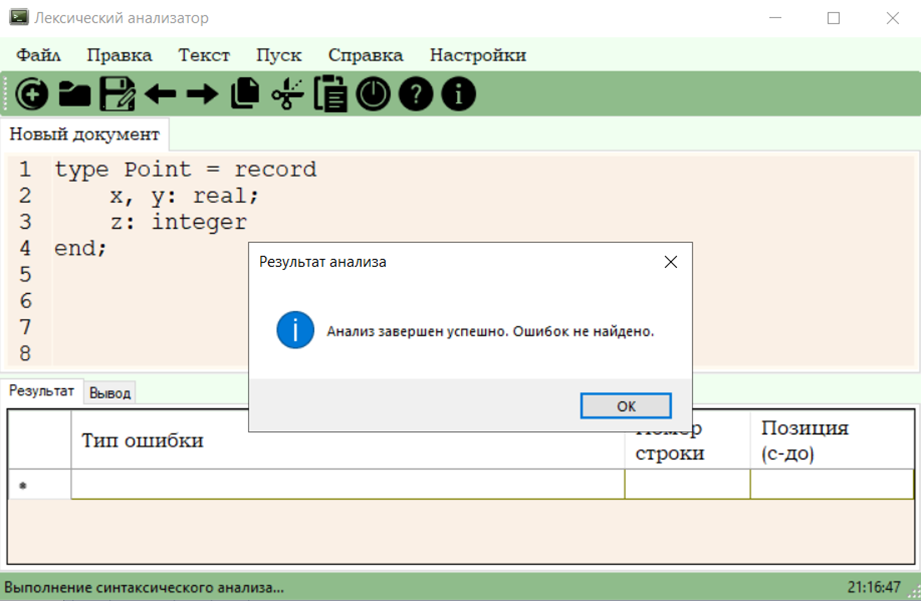 Лексический анализатор
Файл Правка Текст Пуск Справка Настройки
Новый документ
1 type Point = record
2 x, y: real;
3 z: integer
4 end;
5
6
7
8
Результат анализа
Анализ завершен успешно. Ошибок не найдено.
ОК
Результат Вывод
Тип ошибки
Номер
строки
Позиция
(с-до)
*
Выполнение синтаксического анализа... 21:16:47